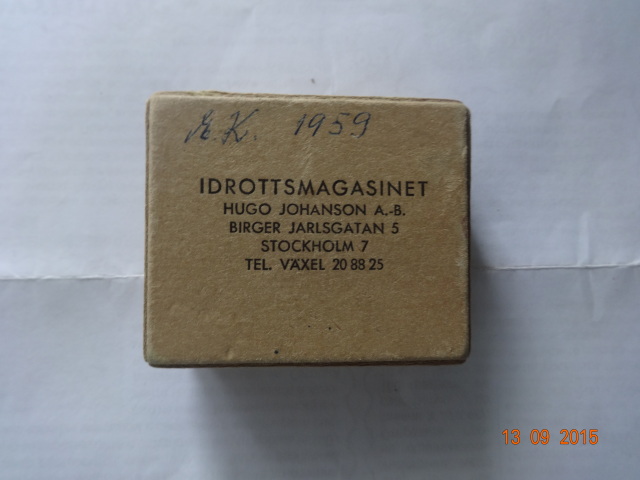 S.K. 1959
IDROTTSMAGASINET
HUGO JOHANSON A.-B.
BIRGER JARLSGATAN 5
STOCKHOLM 7
TEL. VÄXEL 20 88 25
13 09 2015